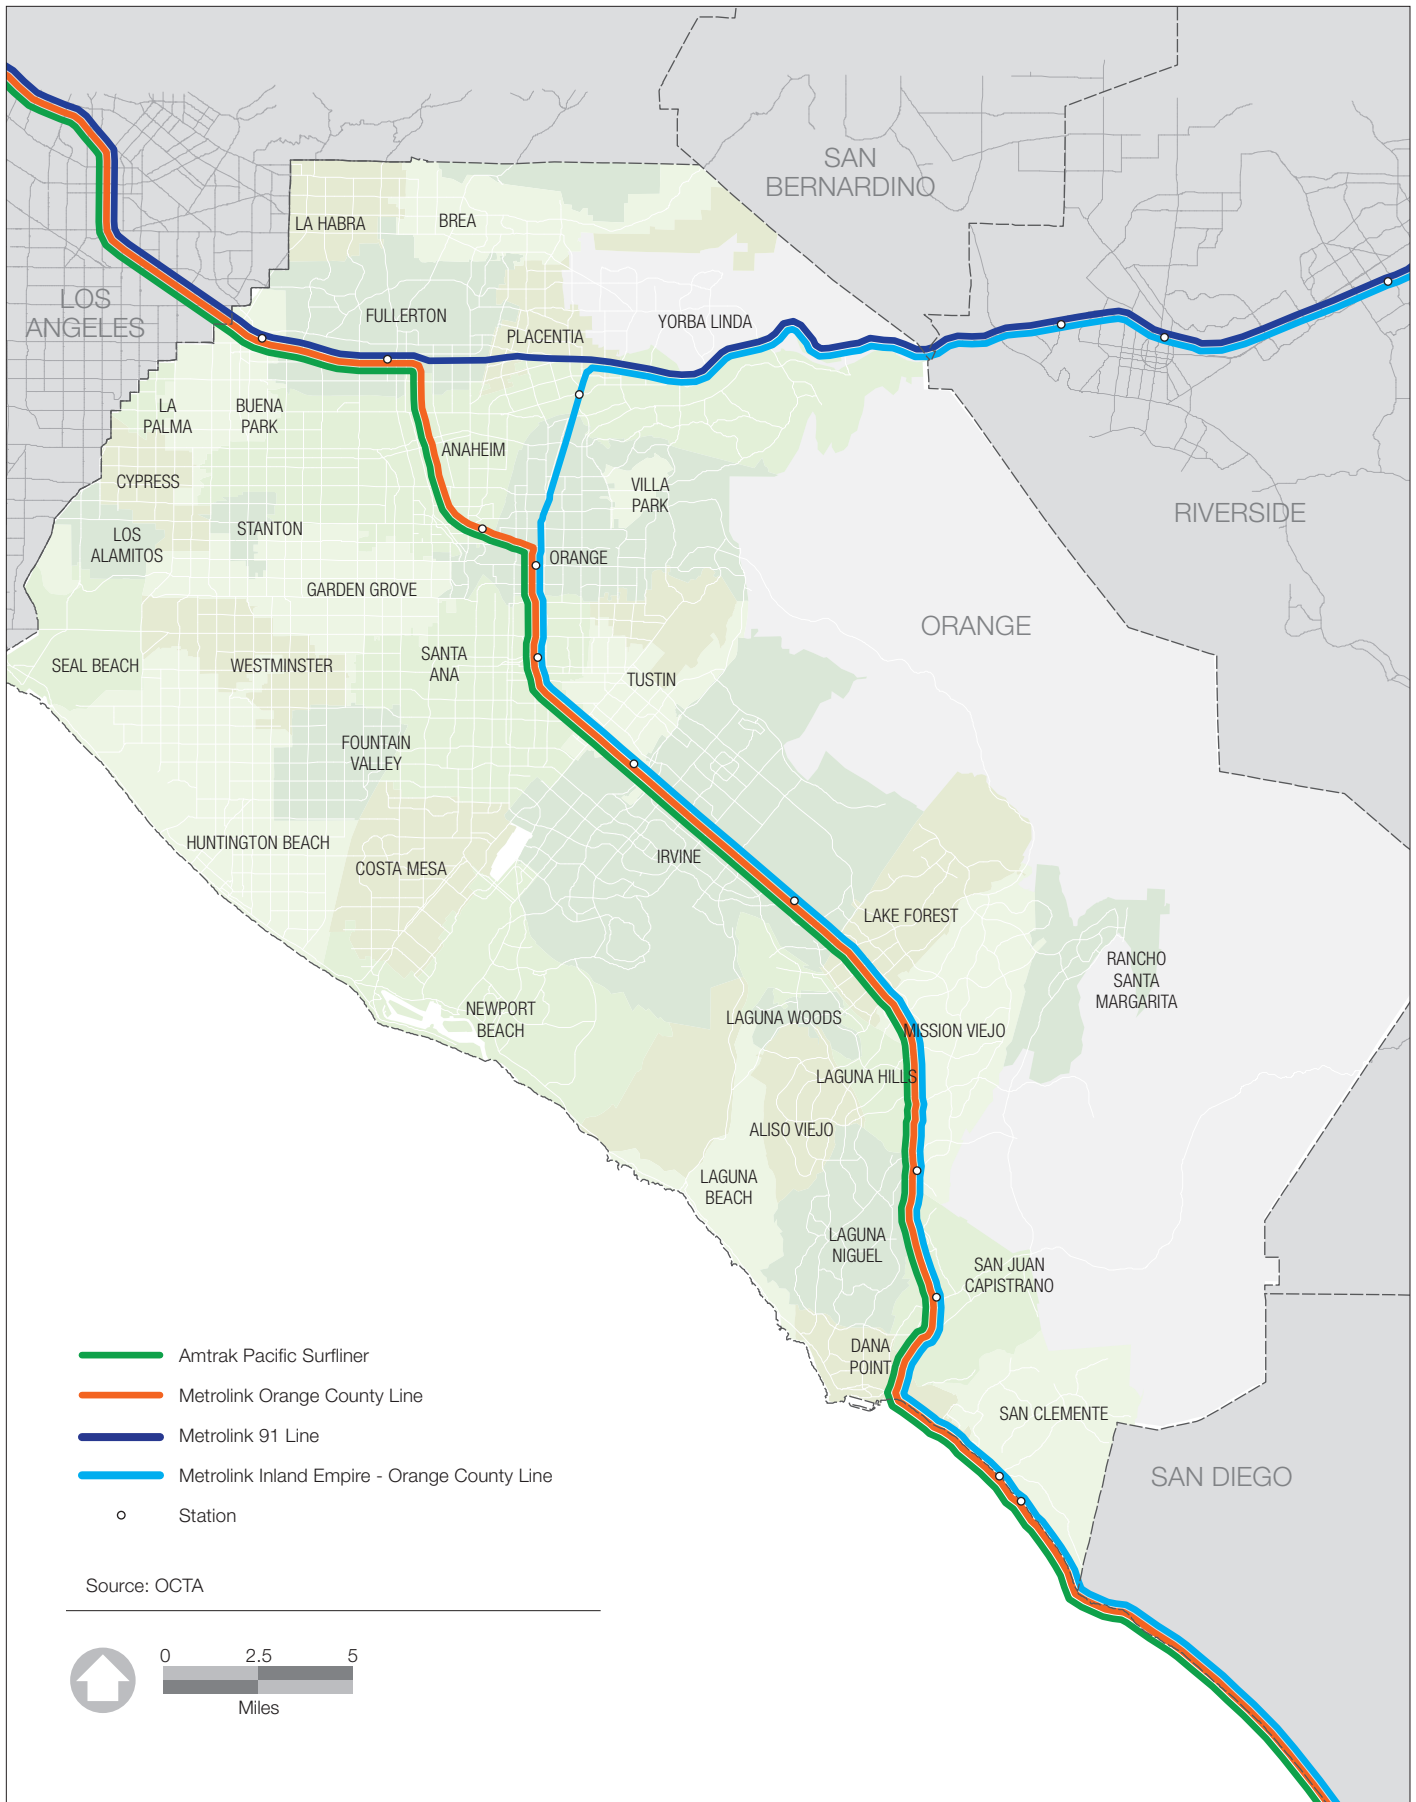 SAN
BERNARDINO
LA HABRA
BREA
LOS
ANGELES
FULLERTON
PLACENTIA
YORBA LINDA
LA
PALMA
BUENA
PARK
ANAHEIM
CYPRESS
VILLA
PARK
RIVERSIDE
LOS
ALAMITOS
STANTON
ORANGE
GARDEN GROVE
ORANGE
SEAL BEACH
WESTMINSTER
SANTA
ANA
TUSTIN
FOUNTAIN
VALLEY
HUNTINGTON BEACH
COSTA MESA
IRVINE
LAKE FOREST
RANCHO
SANTA
MARGARITA
NEWPORT
BEACH
LAGUNA WOODS
MISSION VIEJO
LAGUNA HILLS
ALISO VIEJO
LAGUNA
BEACH
LAGUNA
NIGUEL
SAN JUAN
CAPISTRANO
DANA
POINT
SAN CLEMENTE
SAN DIEGO
Amtrak Pacific Surfliner
Metrolink Orange County Line
Metrolink 91 Line
Metrolink Inland Empire - Orange County Line
Station
Source: OCTA
0 2.5 5
Miles